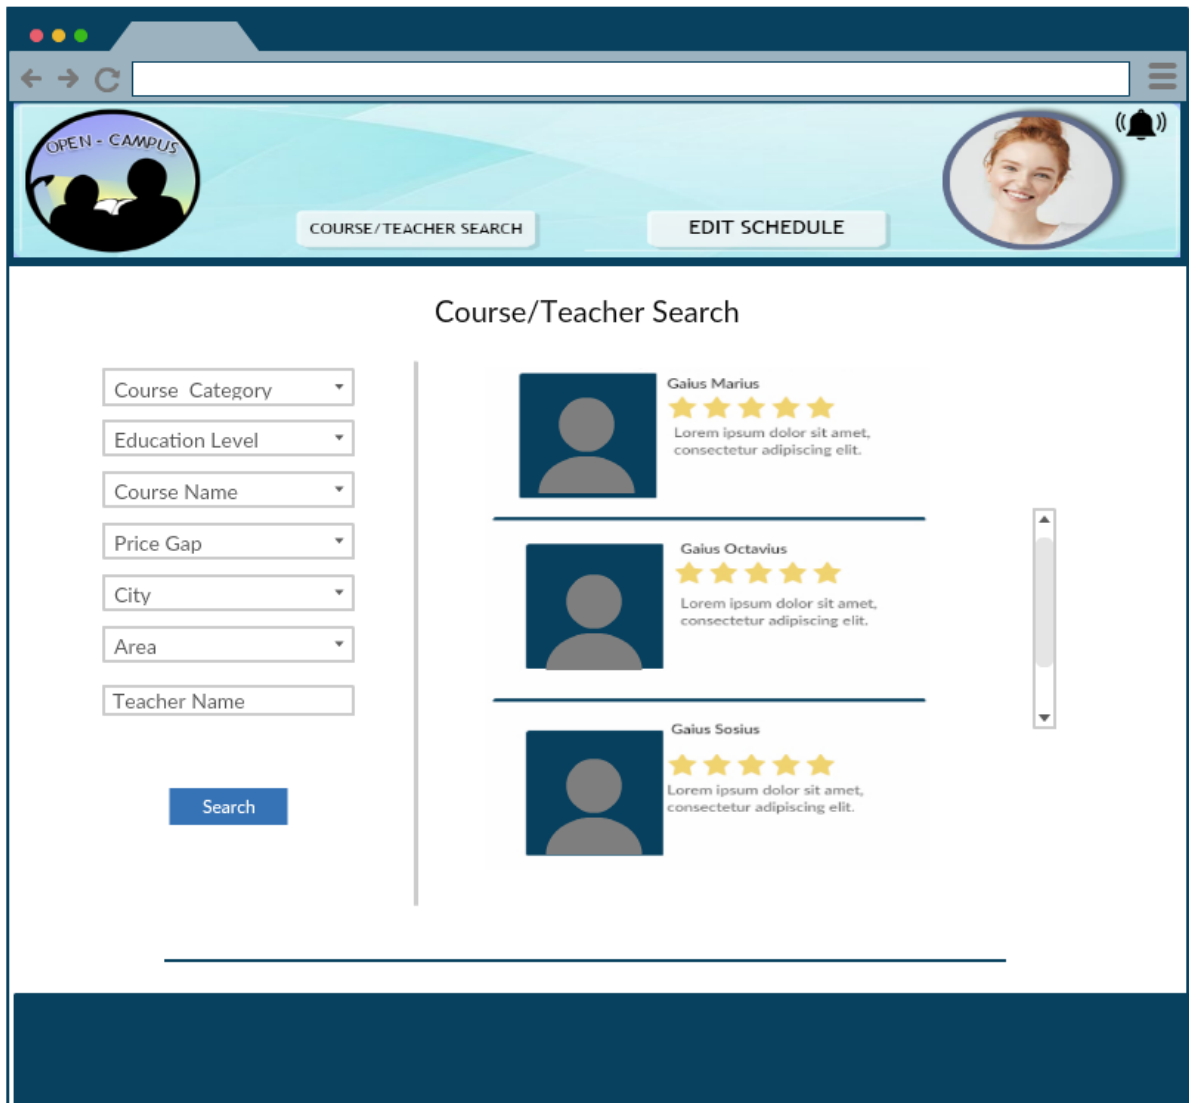 OPEN - CAMPUS
COURSE/TEACHER SEARCH
EDIT SCHEDULE
Course/Teacher Search
Course  Category
Education Level
Course Name
Price Gap
City
Area
Teacher Name
Search
Gaius Marius
Lorem ipsum dolor sit amet,
consectetur adipiscing elit.
Gaius Octavius
Lorem ipsum dolor sit amet,
consectetur adipiscing elit.
Gaius Sosius
Lorem ipsum dolor sit amet,
consectetur adipiscing elit.